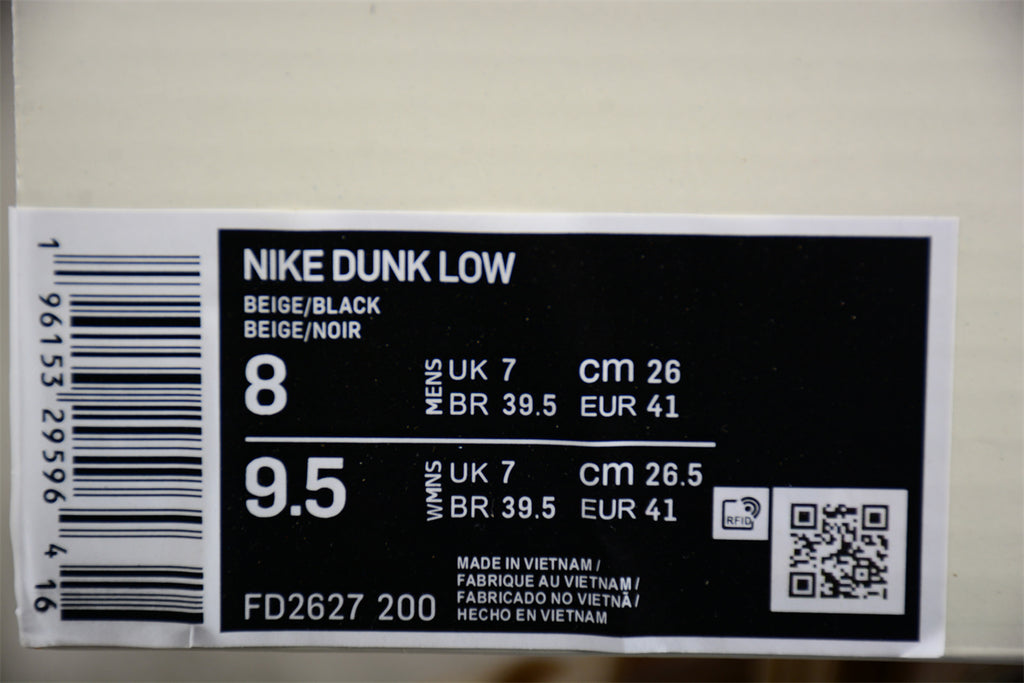 1 96153 29596 4 16
NIKE DUNK LOW
BEIGE/BLACK
BEIGE/NOIR
8 MENS UK 7 cm 26
BR 39.5 EUR 41
9.5 WMNS UK 7 cm 26.5
BR 39.5 EUR 41
RFID
MADE IN VIETNAM /
FABRIQUE AU VIETNAM /
FABRICADO NO VIETNÃ /
HECHO EN VIETNAM
FD2627 200